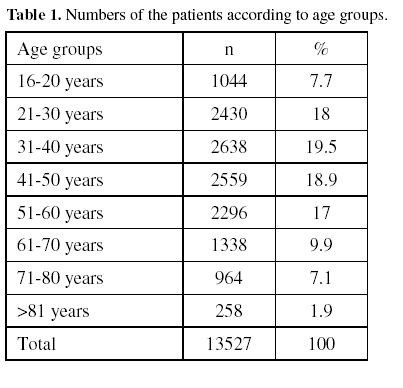 Table 1. Numbers of the patients according to age groups.
Age groups n %
16-20 years 1044 7.7
21-30 years 2430 18
31-40 years 2638 19.5
41-50 years 2559 18.9
51-60 years 2296 17
61-70 years 1338 9.9
71-80 years 964 7.1
>81 years 258 1.9
Total 13527 100